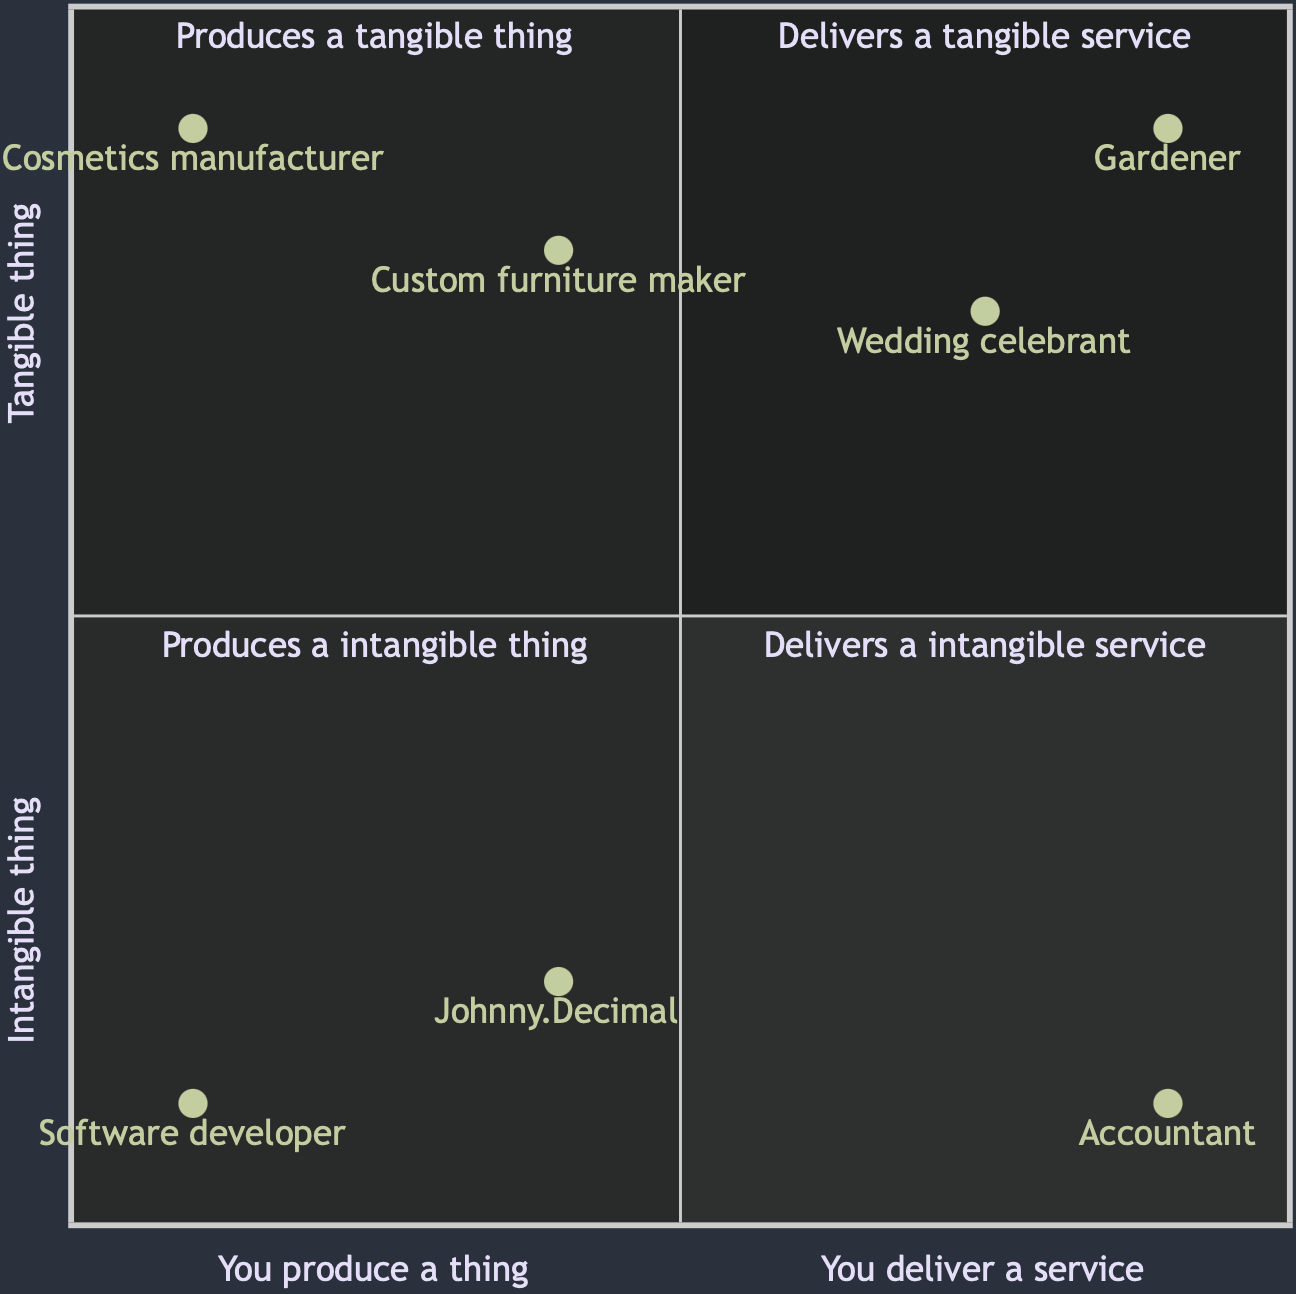 Produces a tangible thing
Delivers a tangible service
Cosmetics manufacturer
Gardener
Tangible thing
Custom furniture maker
Wedding celebrant
Produces a intangible thing
Delivers a intangible service
Intangible thing
Johnny.Decimal
Software developer
Accountant
You produce a thing
You deliver a service